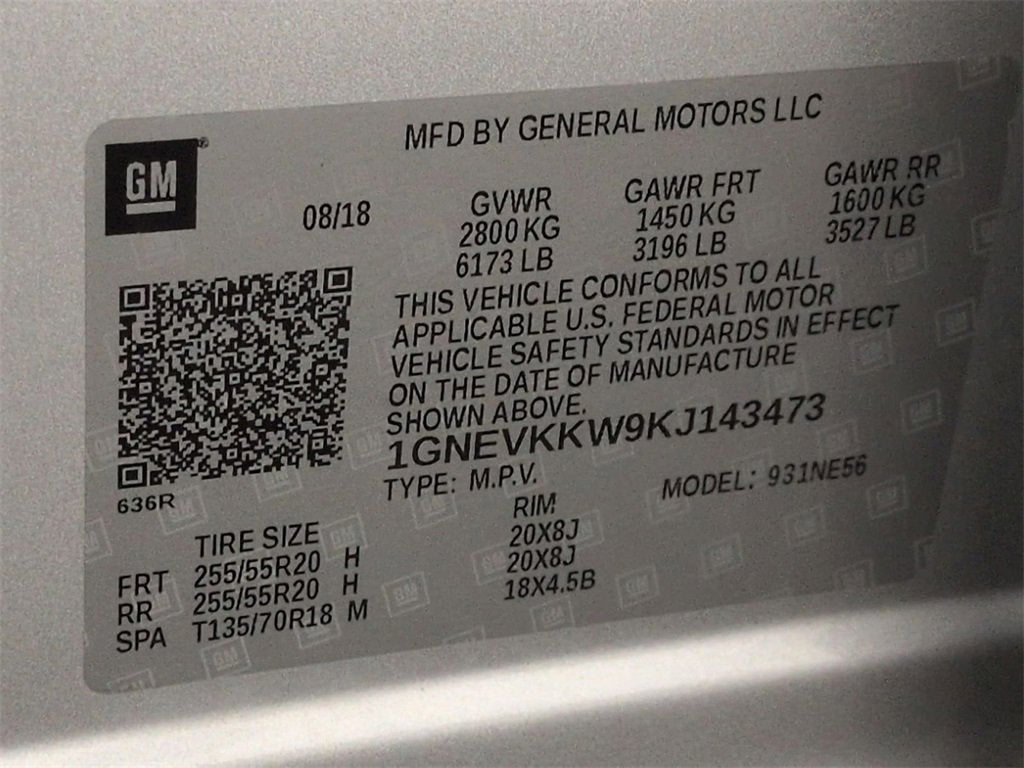 MFD BY GENERAL MOTORS LLC
GM®
08/18
GVWR
2800 KG
6173 LB
GAWR FRT
1450 KG
3196 LB
GAWR RR
1600 KG
3527 LB
THIS VEHICLE CONFORMS TO ALL
APPLICABLE U.S. FEDERAL MOTOR
VEHICLE SAFETY STANDARDS IN EFFECT
ON THE DATE OF MANUFACTURE
SHOWN ABOVE.
1GNEVKKW9KJ143473
TYPE: M.P.V.
MODEL: 931NE56
636R
TIRE SIZE RIM
FRT 255/55R20 H 20X8J
RR 255/55R20 H 20X8J
SPA T135/70R18 M 18X4.5B